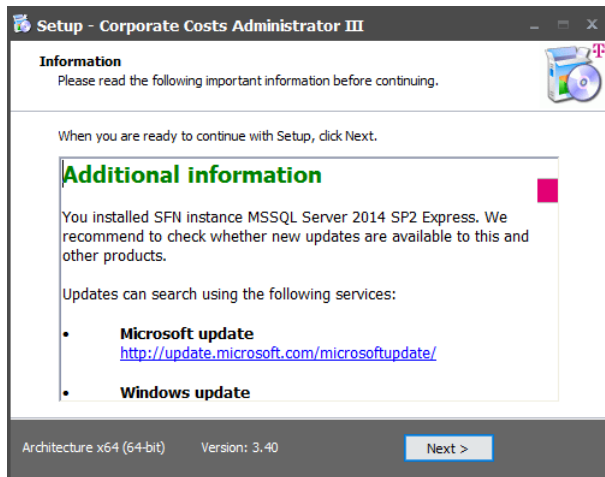 Setup - Corporate Costs Administrator III
Information
Please read the following important information before continuing.
T
When you are ready to continue with Setup, click Next.
Additional information
You installed SFN instance MSSQL Server 2014 SP2 Express. We
recommend to check whether new updates are available to this and
other products.
Updates can search using the following services:
• Microsoft update
http://update.microsoft.com/microsoftupdate/
• Windows update
Architecture x64 (64-bit) Version: 3.40 Next >